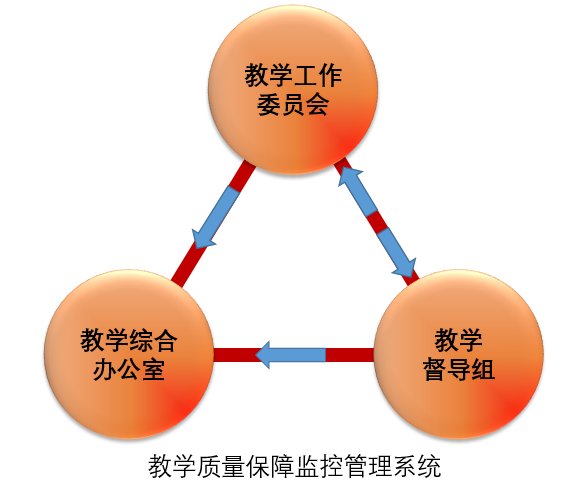 教学工作
委员会
教学综合
办公室
教学
督导组
教学质量保障监控管理系统